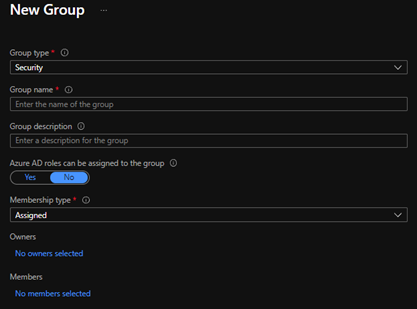 New Group ...
Group type *
Security
Group name *
Enter the name of the group
Group description
Enter a description for the group
Azure AD roles can be assigned to the group
Yes No
Membership type *
Assigned
Owners
No owners selected
Members
No members selected